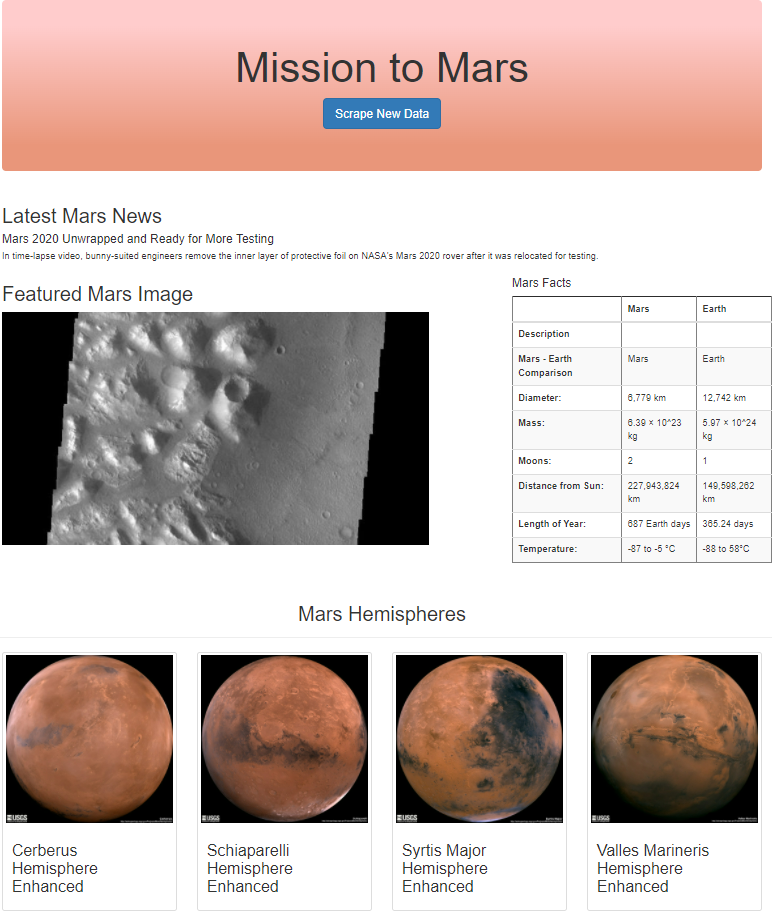 Mission to Mars
Scrape New Data
Latest Mars News
Mars 2020 Unwrapped and Ready for More Testing
In time-lapse video, bunny-suited engineers remove the inner layer of protective foil on NASA's Mars 2020 rover after it was relocated for testing.
Featured Mars Image
Mars Facts
Mars Earth
Description
Mars - Earth Mars Earth
Comparison
Diameter: 6,779 km 12,742 km
Mass: 6.39 × 10^23 5.97 × 10^24
kg kg
Moons: 2 1
Distance from Sun: 227,943,824 149,598,262
km km
Length of Year: 687 Earth days 365.24 days
Temperature: -87 to -5 °C -88 to 58°C
Mars Hemispheres
USGS USGS USGS USGS
Cerberus
Hemisphere
Enhanced
Schiaparelli
Hemisphere
Enhanced
Syrtis Major
Hemisphere
Enhanced
Valles Marineris
Hemisphere
Enhanced